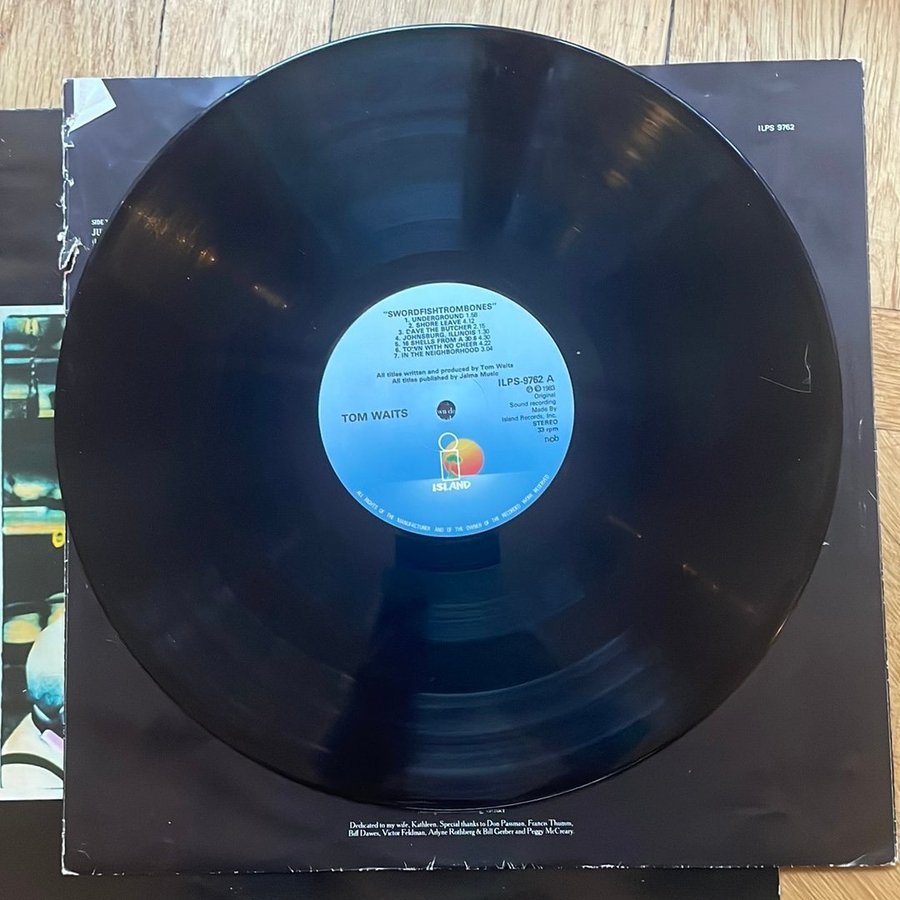 ILPS 9762
SIDE
JU
"SWORDFISHTROMBONES"
1. UNDERGROUND 1.58
2. SHORE LEAVE 4.12
3. DAVE THE BUTCHER 2.15
4. JOHNSBURG, ILLINOIS 1.30
5. 16 SHELLS FROM A 30.6 4.30
6. TOWN WITH NO CHEER 4.22
7. IN THE NEIGHBORHOOD 3.04
All titles written and produced by Tom Waits
All titles published by Jalma Music
ILPS-9762 A
℗ © 1983
Original
Sound recording
Made By
Island Records, Inc.
STEREO
33 rpm
ncb
TOM WAITS
ISLAND
ALL RIGHTS OF THE MANUFACTURER AND OF THE OWNER OF THE RECORDED WORK RESERVED
Dedicated to my wife, Kathleen. Special thanks to Don Passman, Francis Thumm,
Biff Dawes, Victor Feldman, Arlyne Rothberg & Bill Gerber and Peggy McCreary.